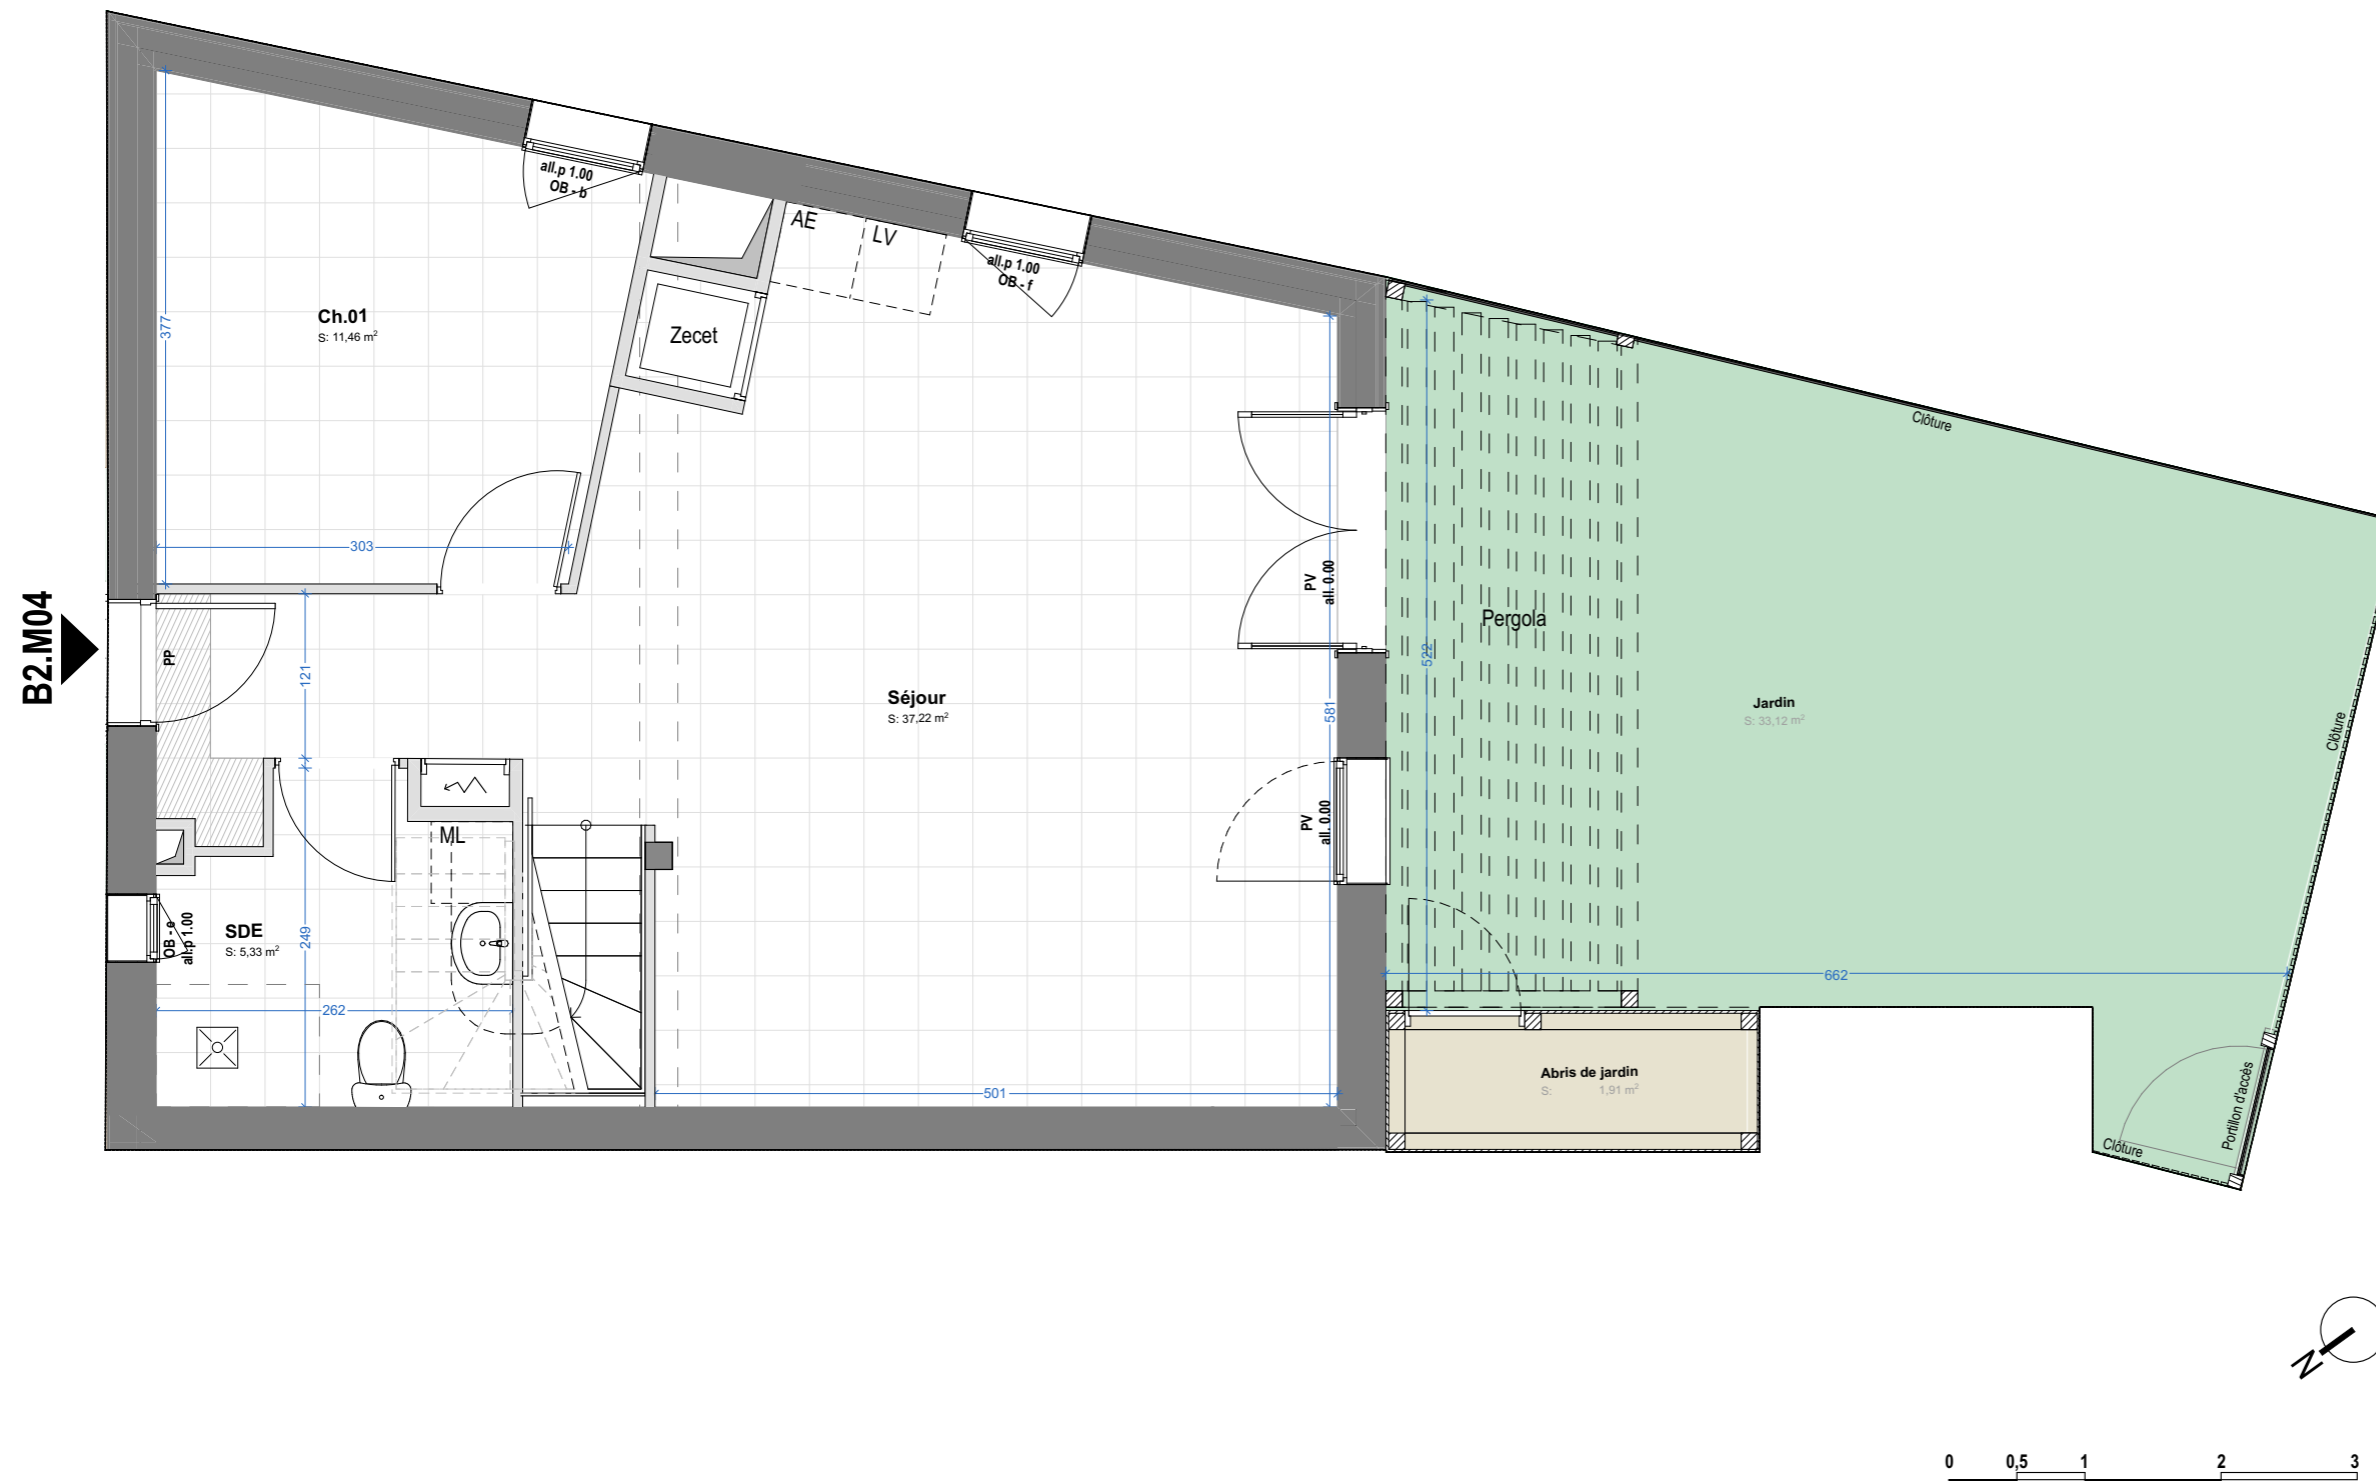 all.p 1.00
OB - b
AE
LV
all.p 1.00
OB - f
Zecet
Ch.01
S: 11,46 m²
377
303
Clôture
B2.M04
PP
121
Séjour
S: 37,22 m²
PV
all. 0.00
581
522
Pergola
Jardin
S: 33,12 m²
Clôture
ML
PV
all. 0.00
SDE
S: 5,33 m²
OB - e
all.p 1.00
249
262
501
662
Abris de jardin
S: 1,91 m²
Portillon d'accès
Clôture
N
0 0,5 1 2 3